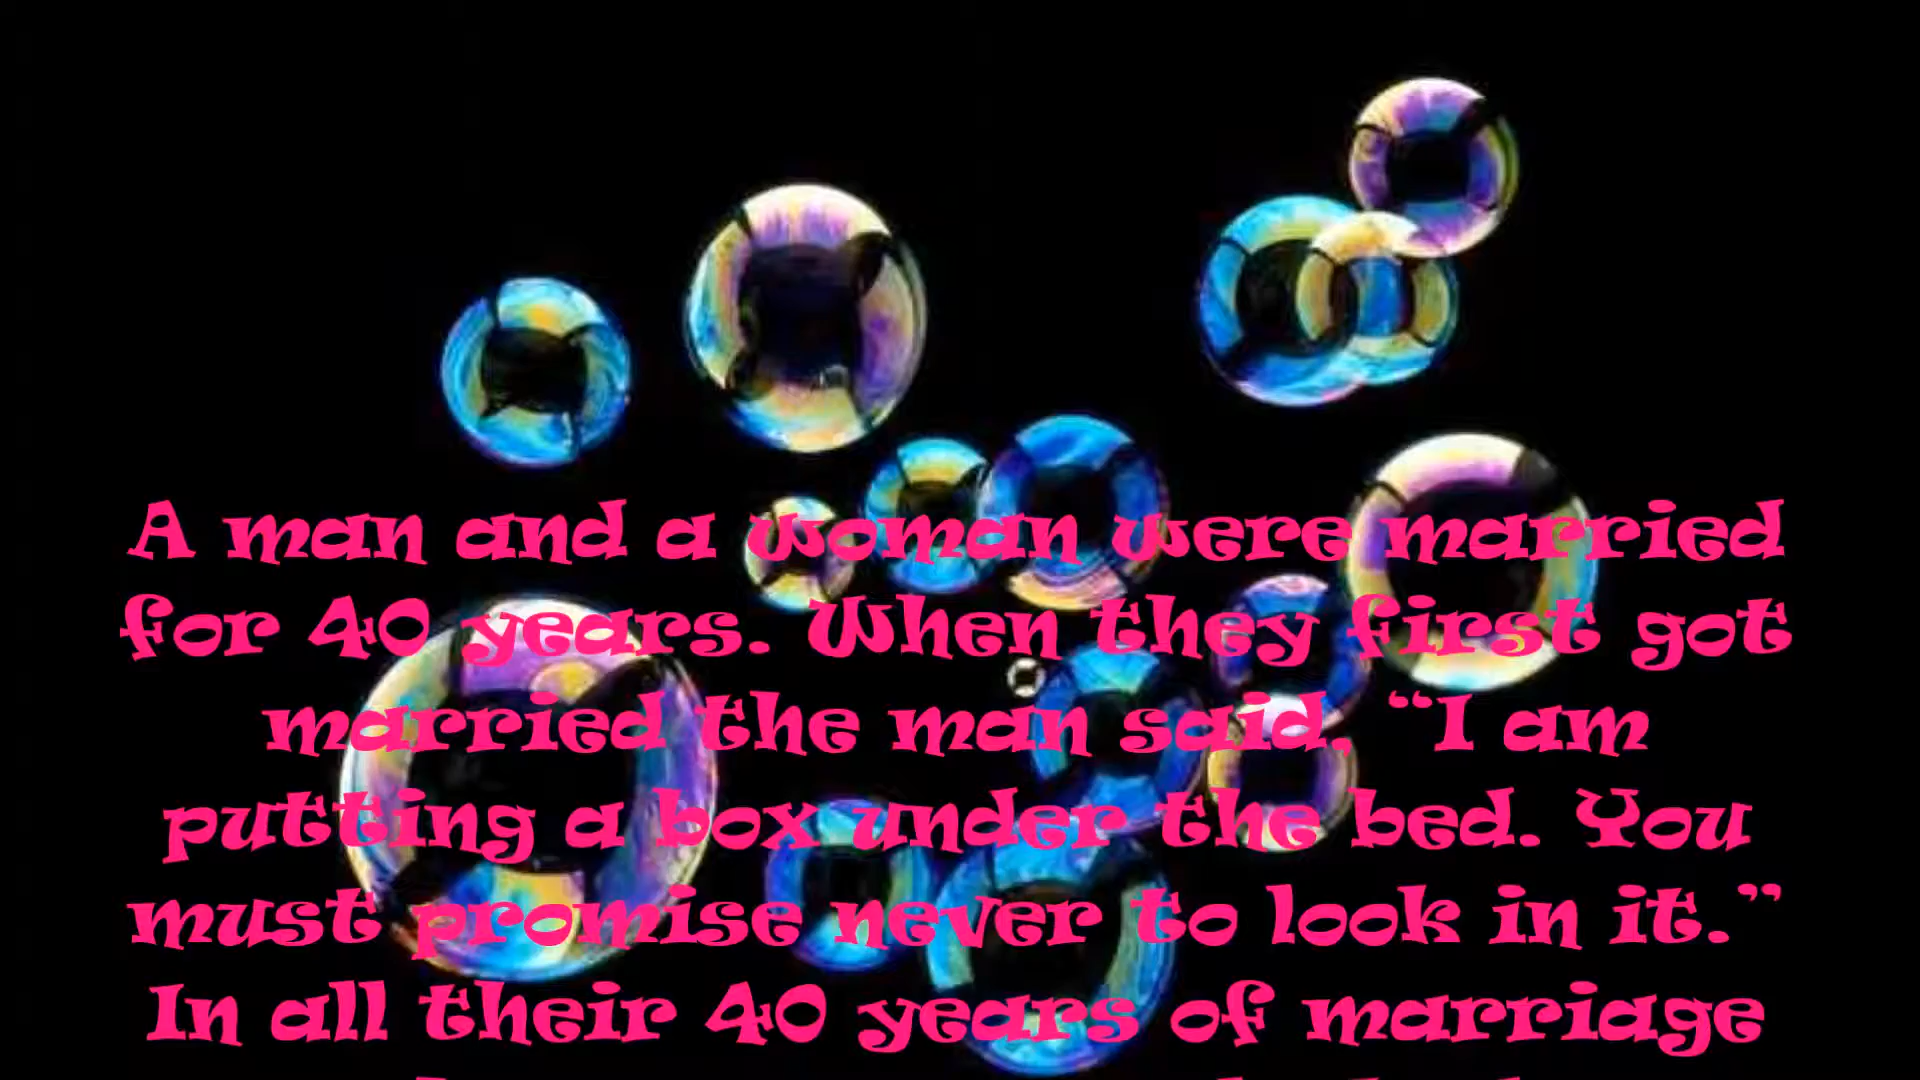 A man and a woman were married
for 40 years. When they first got
married the man said, “I am
putting a box under the bed. You
must promise never to look in it.”
In all their 40 years of marriage